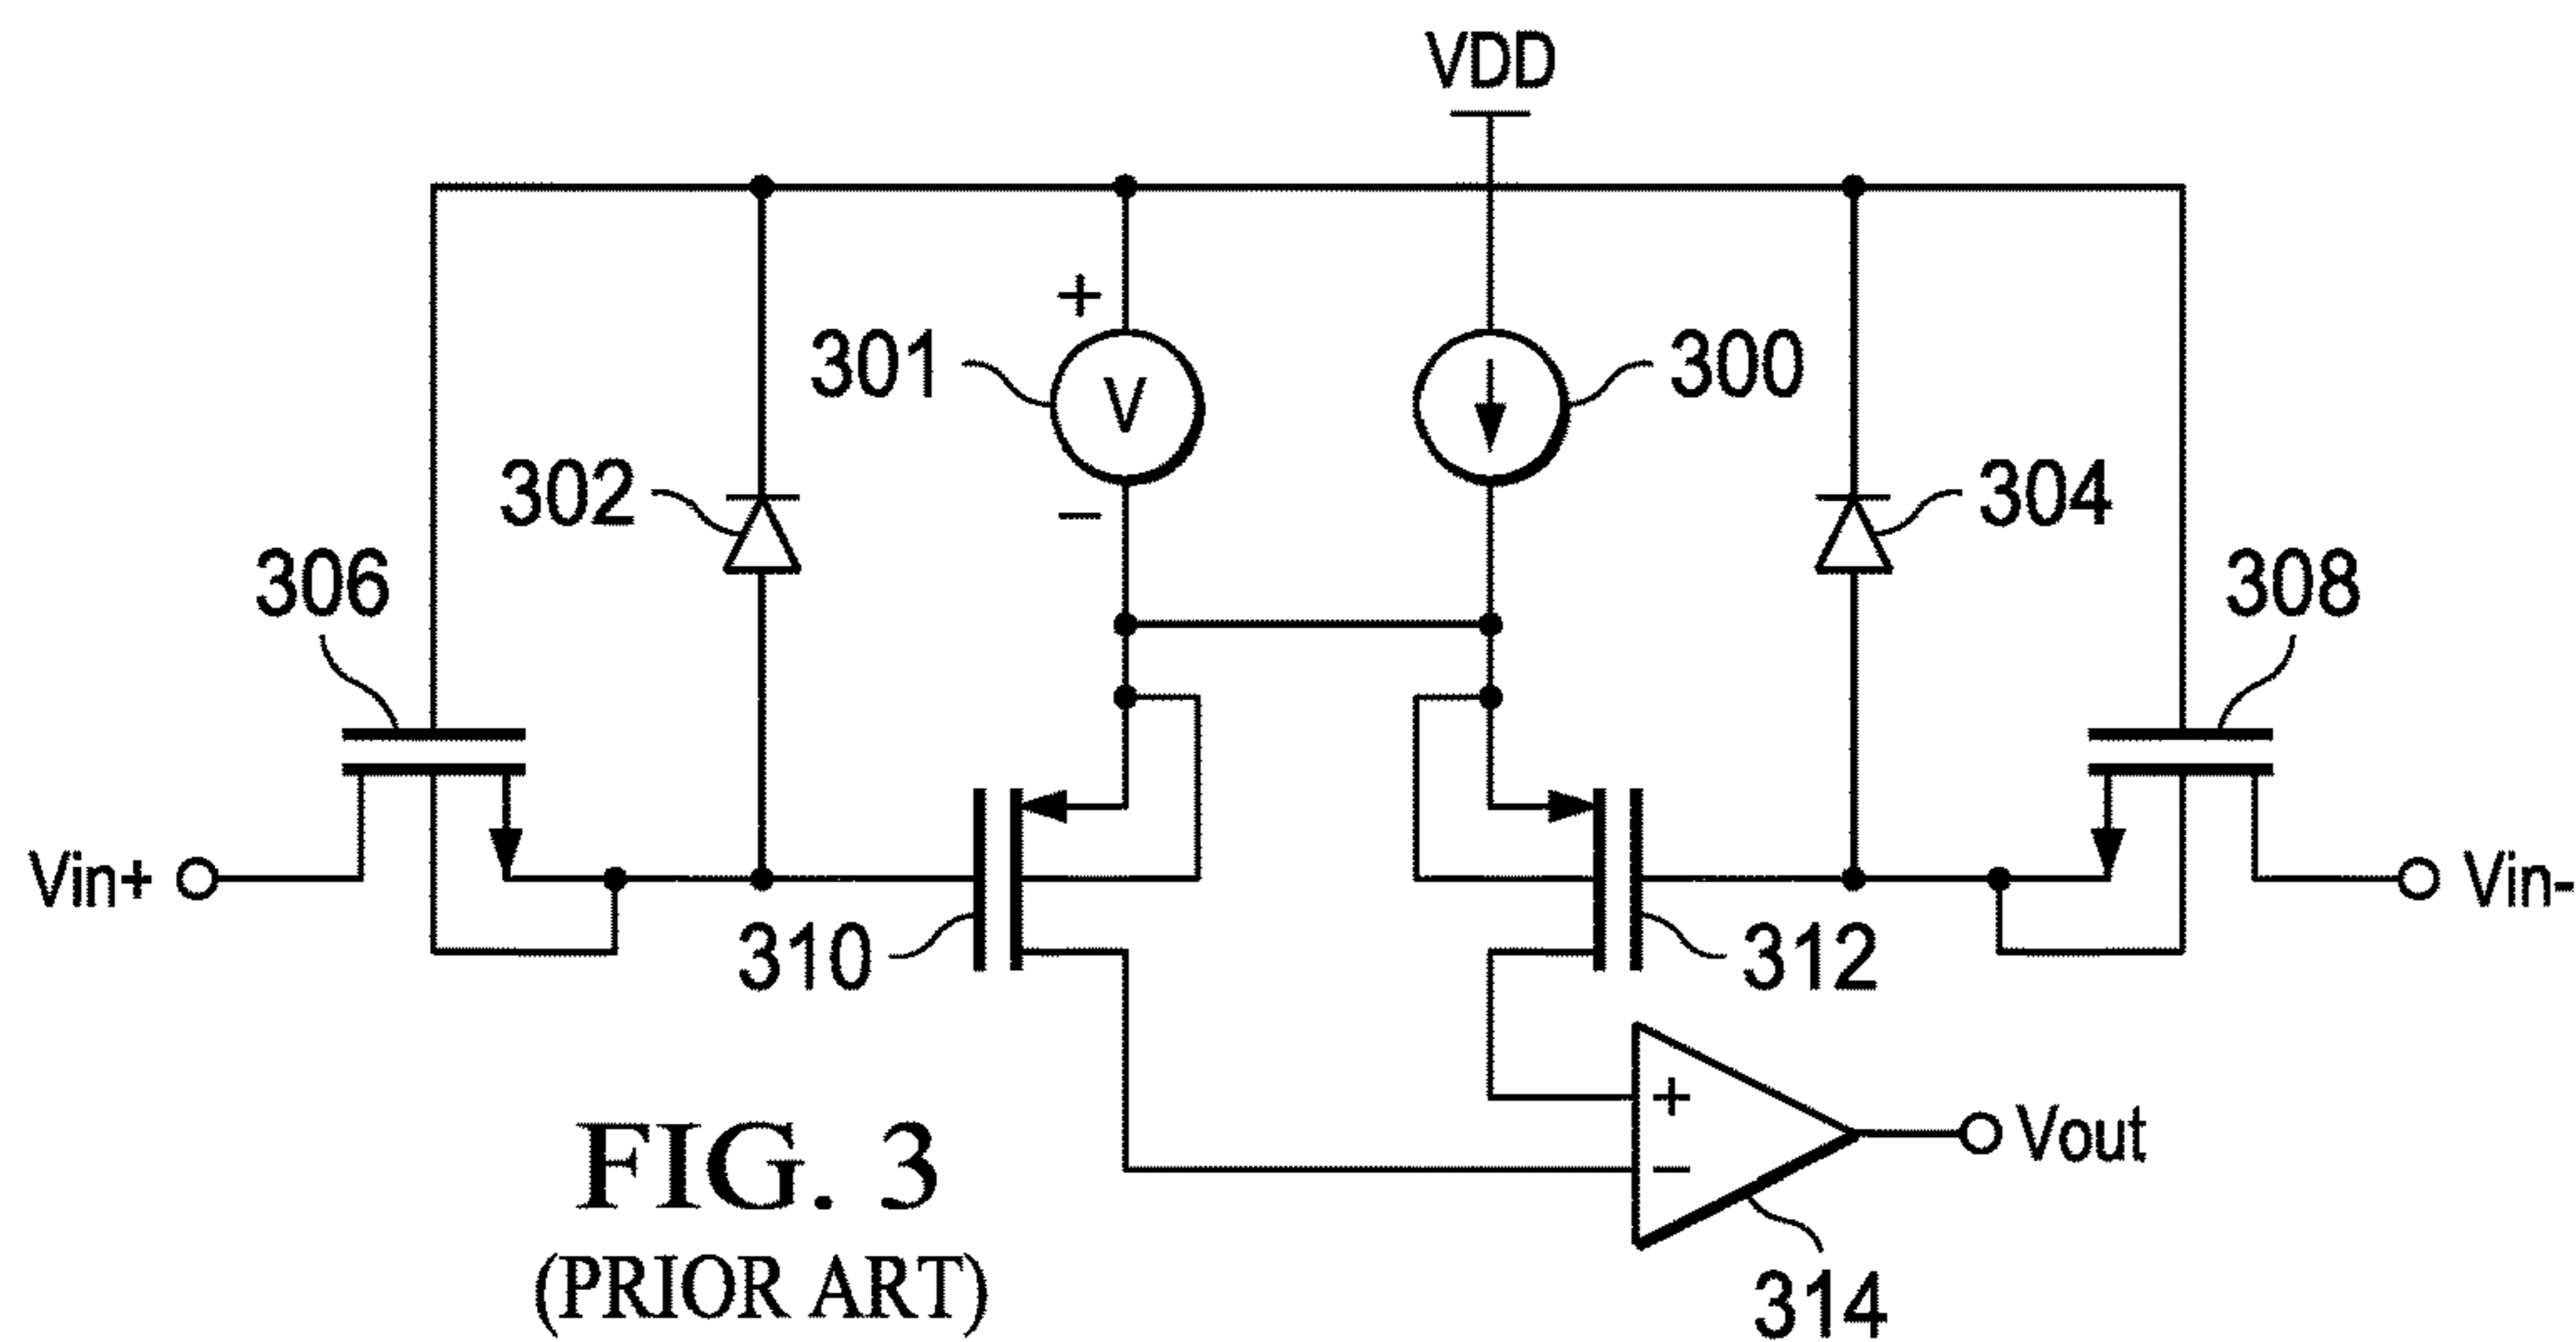 VDD
+
301
V
300
302
304
−
306
308
Vin+
Vin-
310
312
+
−
Vout
FIG. 3
(PRIOR ART)
314